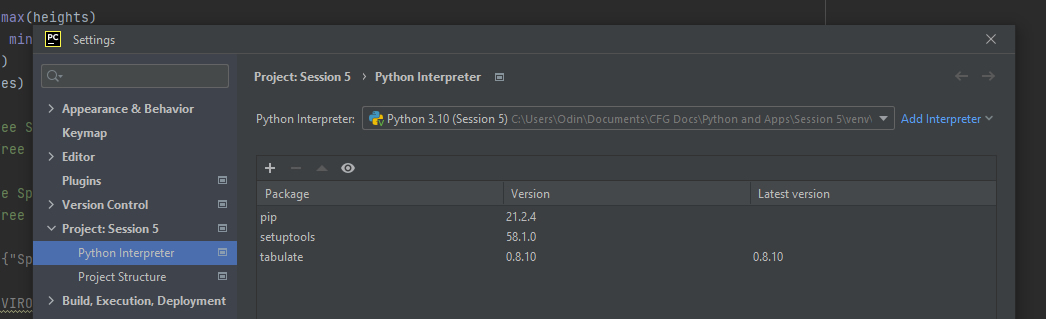 max(heights)
min
)
es)
ee S
ree
e Sp
ree
{"Sp
VIRO
PC Settings
Appearance & Behavior
Keymap
Editor
Plugins
Version Control
Project: Session 5
Python Interpreter
Project Structure
Build, Execution, Deployment
Project: Session 5 › Python Interpreter
Python Interpreter: Python 3.10 (Session 5) C:\Users\Odin\Documents\CFG Docs\Python and Apps\Session 5\venv\ Add Interpreter
Package Version Latest version
pip 21.2.4
setuptools 58.1.0
tabulate 0.8.10 0.8.10